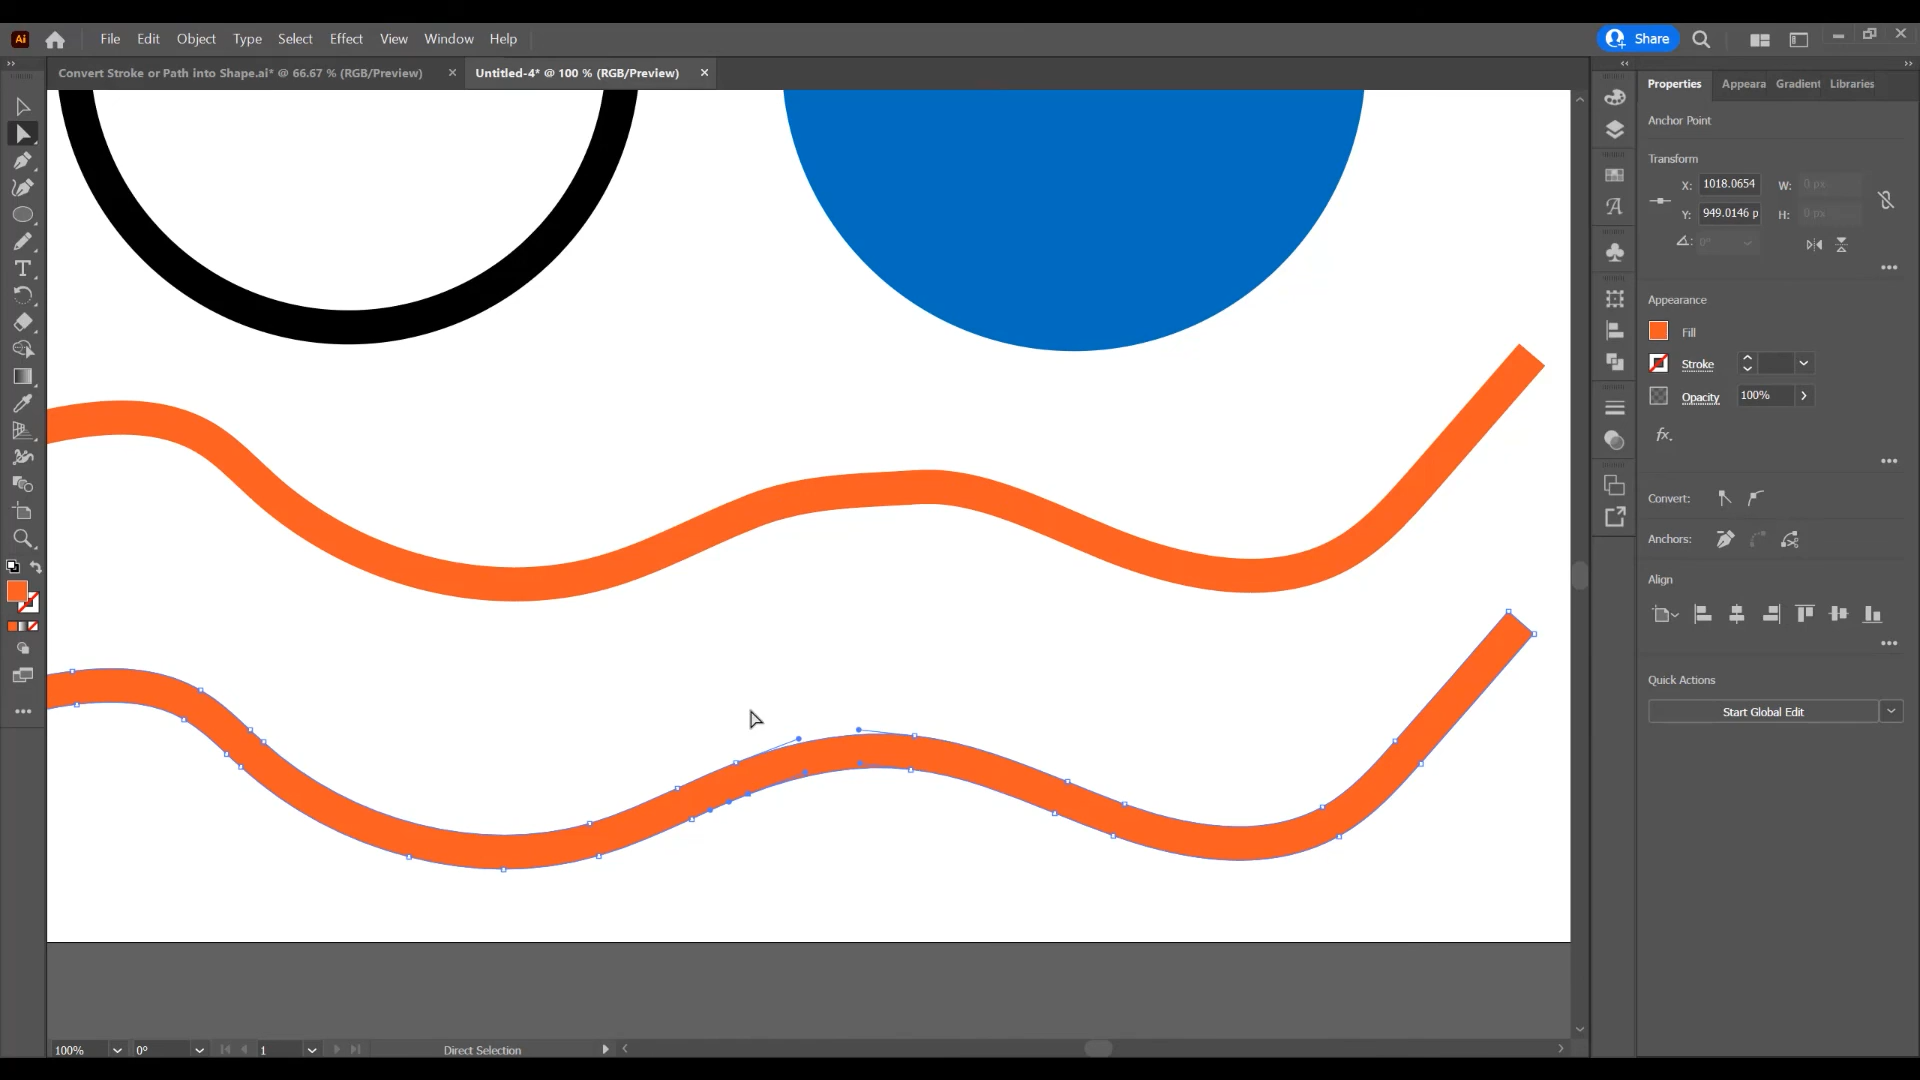 Ai File Edit Object Type Select Effect View Window Help Share
Convert Stroke or Path into Shape.ai* @ 66.67 % (RGB/Preview) Untitled-4* @ 100 % (RGB/Preview)
Properties Appeara Gradient Libraries
Anchor Point
Transform
X: 1018.0654 W: 0 px
Y: 949.0146 p H: 0 px
0°
Appearance
Fill
Stroke
Opacity 100%
fx.
Convert:
Anchors:
Align
Quick Actions
Start Global Edit
100% 0° 1 Direct Selection